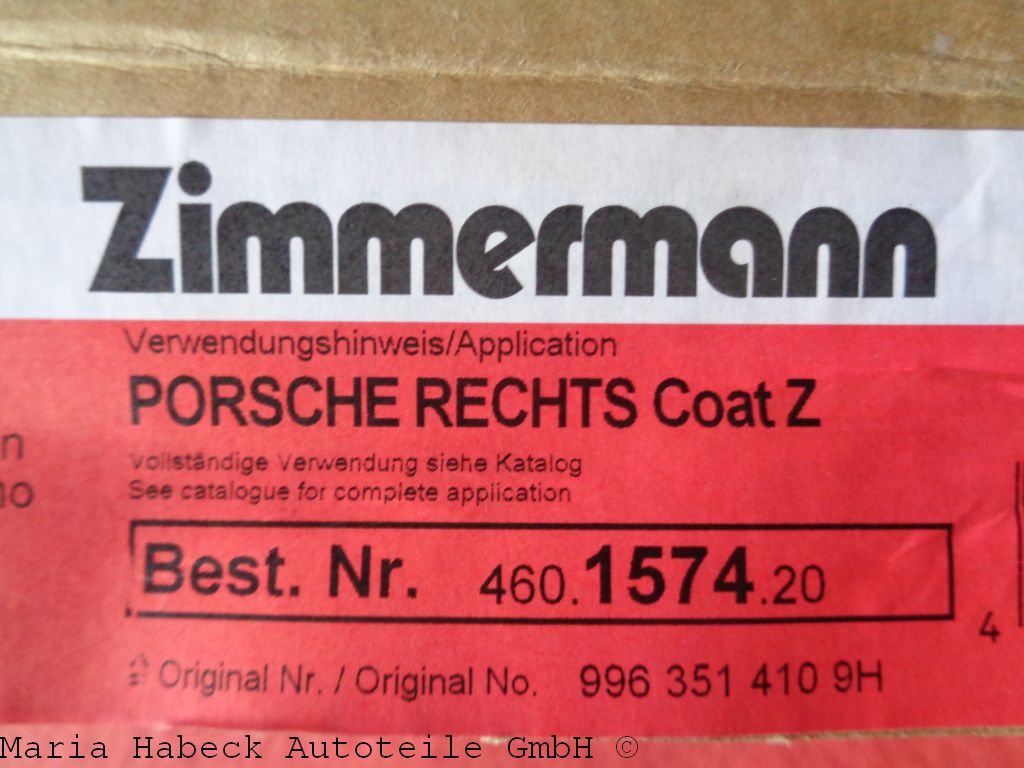 Zimmermann
Verwendungshinweis/Application
PORSCHE RECHTS Coat Z
Vollständige Verwendung siehe Katalog
See catalogue for complete application
Best. Nr. 460.1574.20
4
Original Nr. / Original No. 996 351 410 9H
Maria Habeck Autoteile GmbH ©